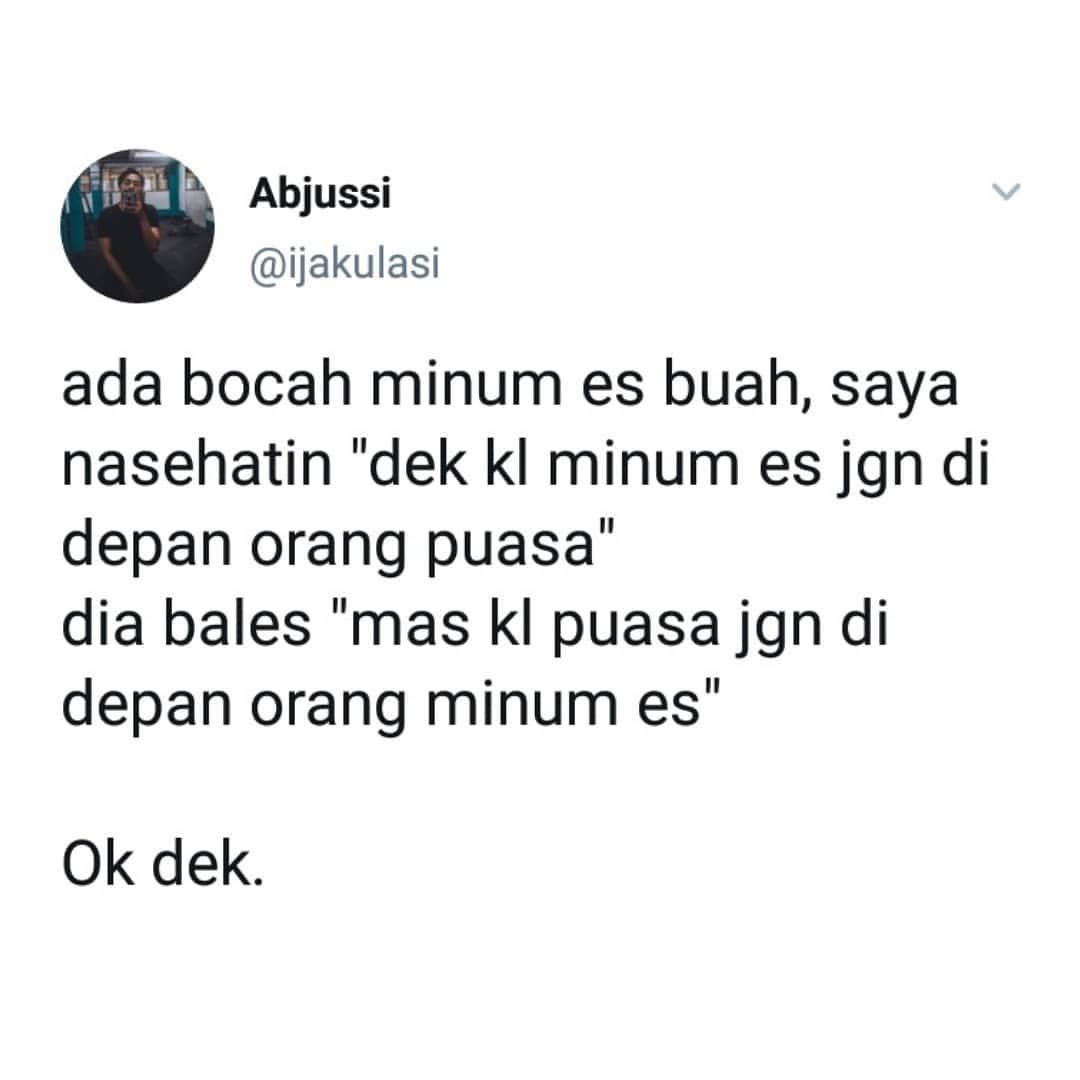 Abjussi
@ijakulasi
ada bocah minum es buah, saya
nasehatin "dek kl minum es jgn di
depan orang puasa"
dia bales "mas kl puasa jgn di
depan orang minum es"
Ok dek.